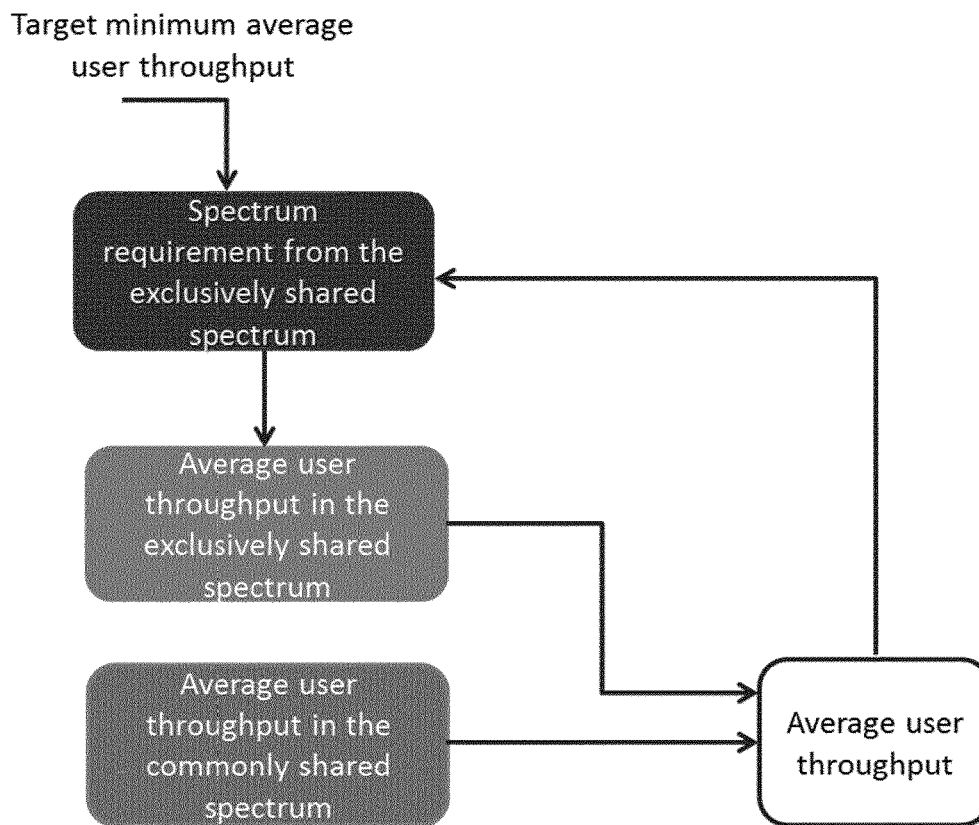 Target minimum average
user throughput
Spectrum
requirement from the
exclusively shared
spectrum
Average user
throughput in the
exclusively shared
spectrum
Average user
throughput in the
commonly shared
spectrum
Average user
throughput